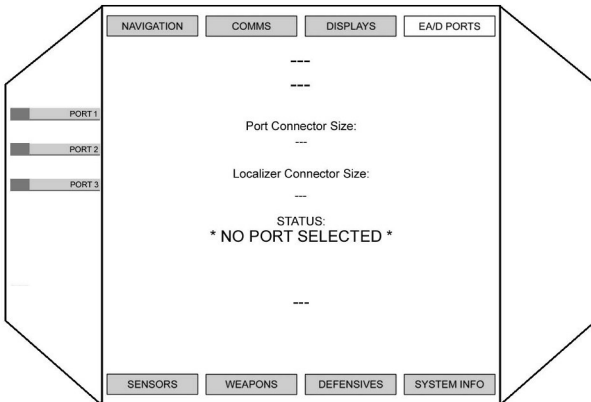 NAVIGATION
COMMS
DISPLAYS
EA/D PORTS
---
---
PORT 1
PORT 2
PORT 3
Port Connector Size:
---
Localizer Connector Size:
---
STATUS:
* NO PORT SELECTED *
---
SENSORS
WEAPONS
DEFENSIVES
SYSTEM INFO